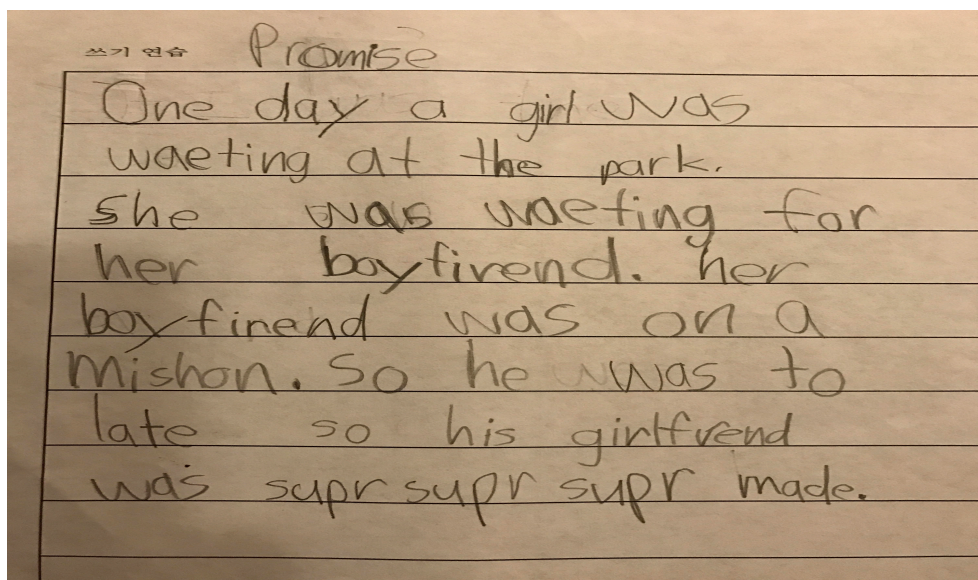 쓰기 연습 Promise
One day a girl was
waeting at the park.
She was waeting for
her boyfirend. her
boyfinend was on a
mishon. So he was to
late so his girlfrend
was supr supr supr made.